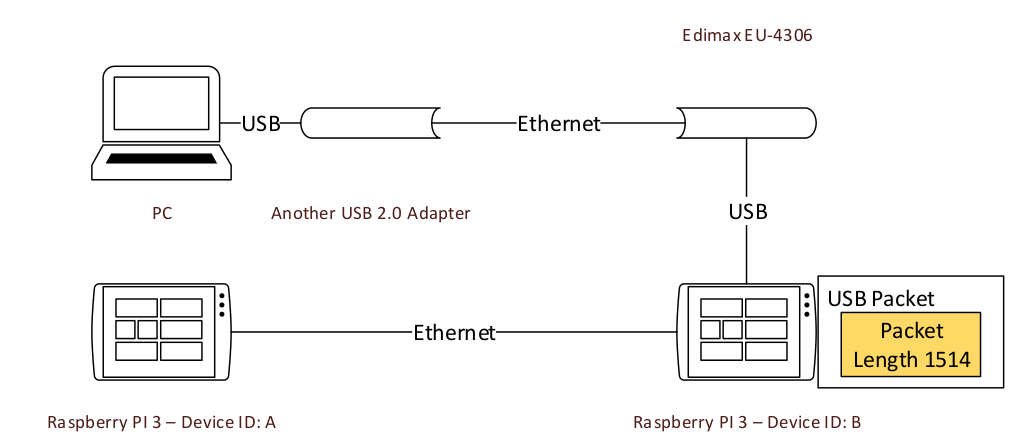 Edimax EU-4306
USB
Ethernet
PC
Another USB 2.0 Adapter
USB
USB Packet
Packet
Length 1514
Ethernet
Raspberry PI 3 – Device ID: A
Raspberry PI 3 – Device ID: B